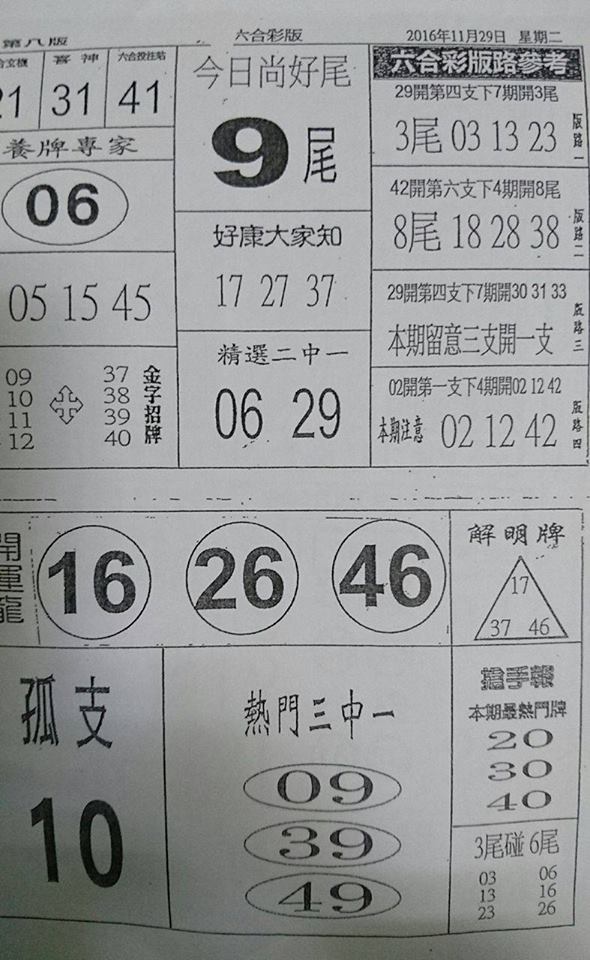 第八版 六合彩版 2016年11月29日 星期二
喜神 六合投注站
21 31 41
養牌專家
06
05 15 45
09 37
10 38
11 39
12 40
金字招牌
今日尚好尾
9尾
好康大家知
17 27 37
精選二中一
06 29
六合彩版路參考
29開第四支下7期開3尾
3尾 03 13 23
版路一
42開第六支下4期開8尾
8尾 18 28 38
版路二
29開第四支下7期開30 31 33
本期留意三支開一支
版路三
02開第一支下4期開02 12 42
本期注意 02 12 42
版路四
開運龍
16 26 46
解明牌
17
37 46
孤支
10
熱門三中一
09
39
49
搶手報
本期最熱門牌
20
30
40
3尾碰6尾
03 06
13 16
23 26